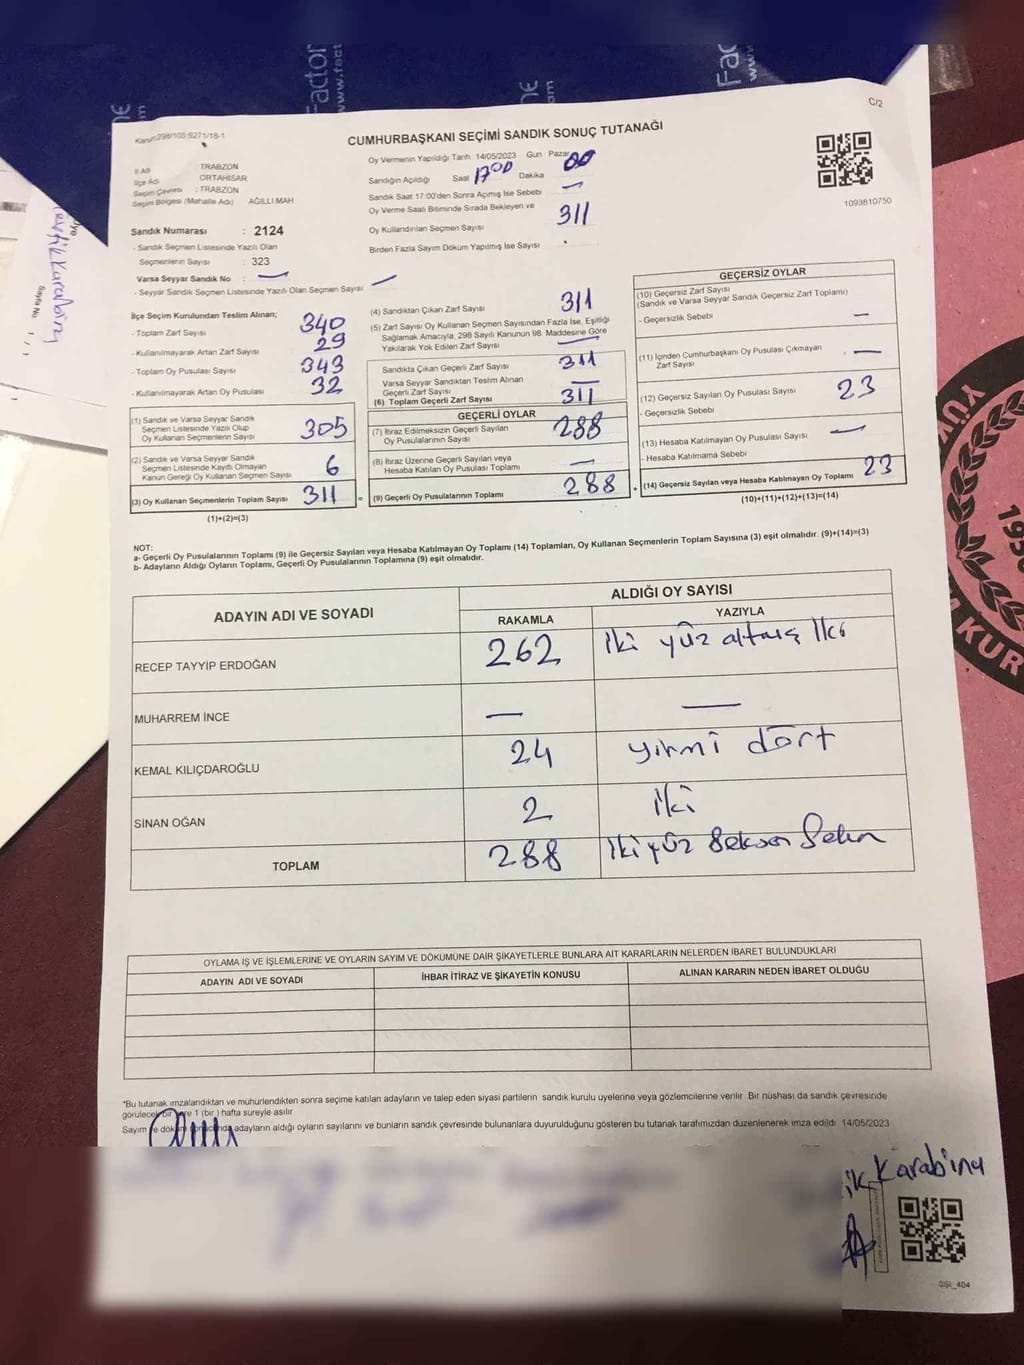 Factor
www.fact
Fac
www
C/2
Kanun:298/105:5271/18-1
CUMHURBAŞKANI SEÇİMİ SANDIK SONUÇ TUTANAĞI
İl Adı TRABZON
İlçe Adı ORTAHİSAR
Seçim Çevresi : TRABZON
Seçim Bölgesi (Mahalle Adı) AĞILLI MAH
Oy Vermenin Yapıldığı Tarih: 14/05/2023 Gün Pazar
Sandığın Açıldığı Saat 17 00 Dakika 00
Sandık Saat 17:00'den Sonra Açımış İse Sebebi —
Oy Verme Saati Bitiminde Sırada Bekleyen ve
Oy Kullandırılan Seçmen Sayısı 311
Birden Fazla Sayım Döküm Yapılmış İse Sayısı
1093810750
Sandık Numarası : 2124
- Sandık Seçmen Listesinde Yazılı Olan
Seçmenlerin Sayısı : 323
Varsa Seyyar Sandık No : —
- Seyyar Sandık Seçmen Listesinde Yazılı Olan Seçmen Sayısı —
İlçe Seçim Kurulundan Teslim Alınan;
- Toplam Zarf Sayısı 340
- Kullanılmayarak Artan Zarf Sayısı 29
- Toplam Oy Pusulası Sayısı 343
- Kullanılmayarak Artan Oy Pusulası 32
(1) Sandık ve Varsa Seyyar Sandık
Seçmen Listesinde Yazılı Olup
Oy Kullanan Seçmenlerin Sayısı 305
(2) Sandık ve Varsa Seyyar Sandık
Seçmen Listesinde Kayıtlı Olmayan
Kanun Gereği Oy Kullanan Seçmen Sayısı 6
(3) Oy Kullanan Seçmenlerin Toplam Sayısı 311 =
(1)+(2)=(3)
(4) Sandıktan Çıkan Zarf Sayısı 311
(5) Zarf Sayısı Oy Kullanan Seçmen Sayısından Fazla İse, Eşitliği
Sağlamak Amacıyla, 298 Sayılı Kanunun 98. Maddesine Göre
Yakılarak Yok Edilen Zarf Sayısı —
Sandıkta Çıkan Geçerli Zarf Sayısı 311
Varsa Seyyar Sandıktan Teslim Alınan
Geçerli Zarf Sayısı —
(6) Toplam Geçerli Zarf Sayısı 311
GEÇERLİ OYLAR
(7) İtiraz Edilmeksizin Geçerli Sayılan
Oy Pusulalarının Sayısı 288
(8) İtiraz Üzerine Geçerli Sayılan veya
Hesaba Katılan Oy Pusulası Toplamı —
(9) Geçerli Oy Pusulalarının Toplamı 288 +
GEÇERSİZ OYLAR
(10) Geçersiz Zarf Sayısı
(Sandık ve Varsa Seyyar Sandık Geçersiz Zarf Toplamı)
- Geçersizlik Sebebi —
(11) İçinden Cumhurbaşkanı Oy Pusulası Çıkmayan
Zarf Sayısı —
(12) Geçersiz Sayılan Oy Pusulası Sayısı 23
- Geçersizlik Sebebi
(13) Hesaba Katılmayan Oy Pusulası Sayısı —
- Hesaba Katılmama Sebebi
(14) Geçersiz Sayılan veya Hesaba Katılmayan Oy Toplamı 23
(10)+(11)+(12)+(13)=(14)
NOT:
a- Geçerli Oy Pusulalarının Toplamı (9) ile Geçersiz Sayılan veya Hesaba Katılmayan Oy Toplamı (14) Toplamları, Oy Kullanan Seçmenlerin Toplam Sayısına (3) eşit olmalıdır. (9)+(14)=(3)
b- Adayların Aldığı Oyların Toplamı, Geçerli Oy Pusulalarının Toplamına (9) eşit olmalıdır.
ADAYIN ADI VE SOYADI
ALDIĞI OY SAYISI
RAKAMLA YAZIYLA
RECEP TAYYİP ERDOĞAN 262 İki yüz altmış İki
MUHARREM İNCE — —
KEMAL KILIÇDAROĞLU 24 yirmi dört
SİNAN OĞAN 2 İki
TOPLAM 288 İki yüz Seksen Sekiz
OYLAMA İŞ VE İŞLEMLERİNE VE OYLARIN SAYIM VE DÖKÜMÜNE DAİR ŞİKAYETLERLE BUNLARA AİT KARARLARIN NELERDEN İBARET BULUNDUKLARI
ADAYIN ADI VE SOYADI İHBAR İTİRAZ VE ŞİKAYETİN KONUSU ALINAN KARARIN NEDEN İBARET OLDUĞU
*Bu tutanak imzalandıktan ve mühürlendikten sonra seçime katılan adayların ve talep eden siyasi partilerin sandık kurulu üyelerine veya gözlemcilerine verilir. Bir nüshası da sandık çevresinde
görülecek bir yere 1 (bir ) hafta süreyle asılır.
Sayım ve döküm sonucunda adayların aldığı oyların sayılarını ve bunların sandık çevresinde bulunanlara duyurulduğunu gösteren bu tutanak tarafımızdan düzenlenerek imza edildi. 14/05/2023
ik Karabina
Sayfa No 1 / 1
KUR